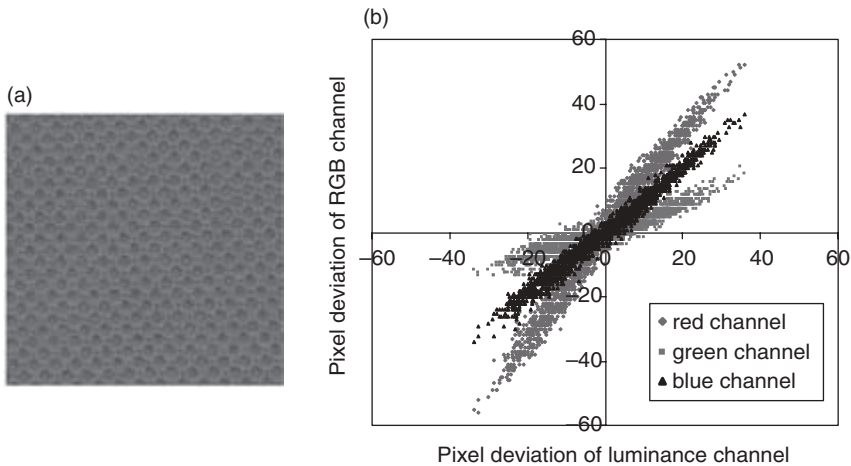 (a)
(b)
Pixel deviation of RGB channel
60
40
20
0
−60
−40
−20
0
20
40
60
−20
−40
−60
red channel
green channel
blue channel
Pixel deviation of luminance channel